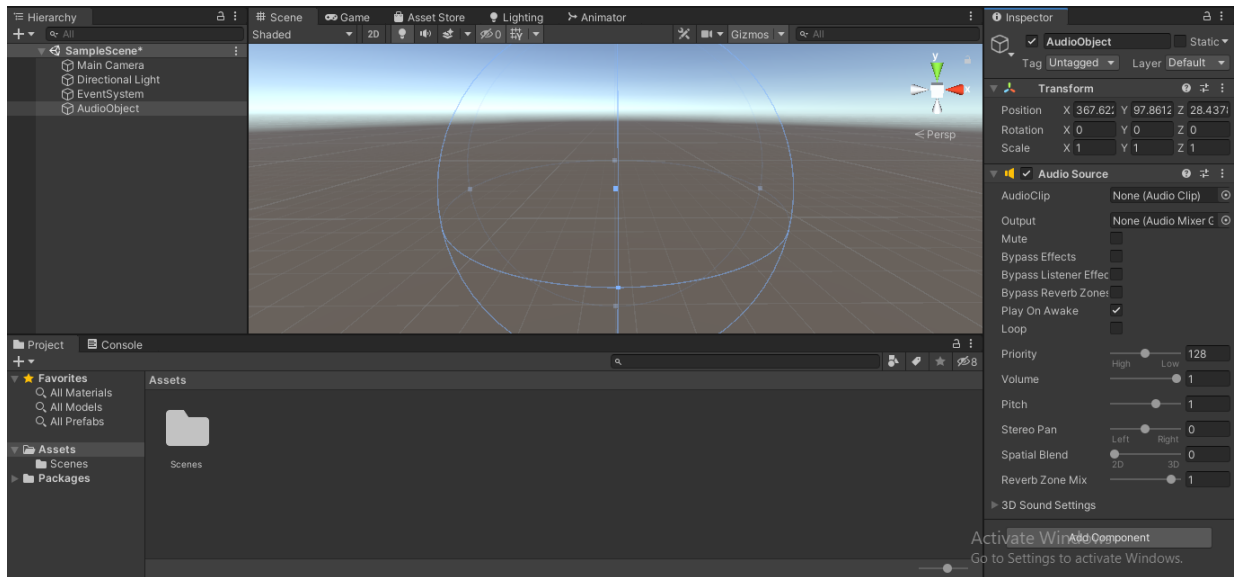 Hierarchy
All
SampleScene*
Main Camera
Directional Light
EventSystem
AudioObject
Scene
Game
Asset Store
Lighting
Animator
Shaded
2D
0
Gizmos
All
y
x
Persp
Project
Console
8
Favorites
All Materials
All Models
All Prefabs
Assets
Scenes
Packages
Assets
Scenes
Inspector
AudioObject
Static
Tag Untagged Layer Default
Transform
Position X 367.62 Y 97.8612 Z 28.437
Rotation X 0 Y 0 Z 0
Scale X 1 Y 1 Z 1
Audio Source
AudioClip None (Audio Clip)
Output None (Audio Mixer G
Mute
Bypass Effects
Bypass Listener Effec
Bypass Reverb Zones
Play On Awake
Loop
Priority 128
High Low
Volume 1
Pitch 1
Stereo Pan 0
Left Right
Spatial Blend 0
2D 3D
Reverb Zone Mix 1
3D Sound Settings
Add Component
Activate Windows
Go to Settings to activate Windows.